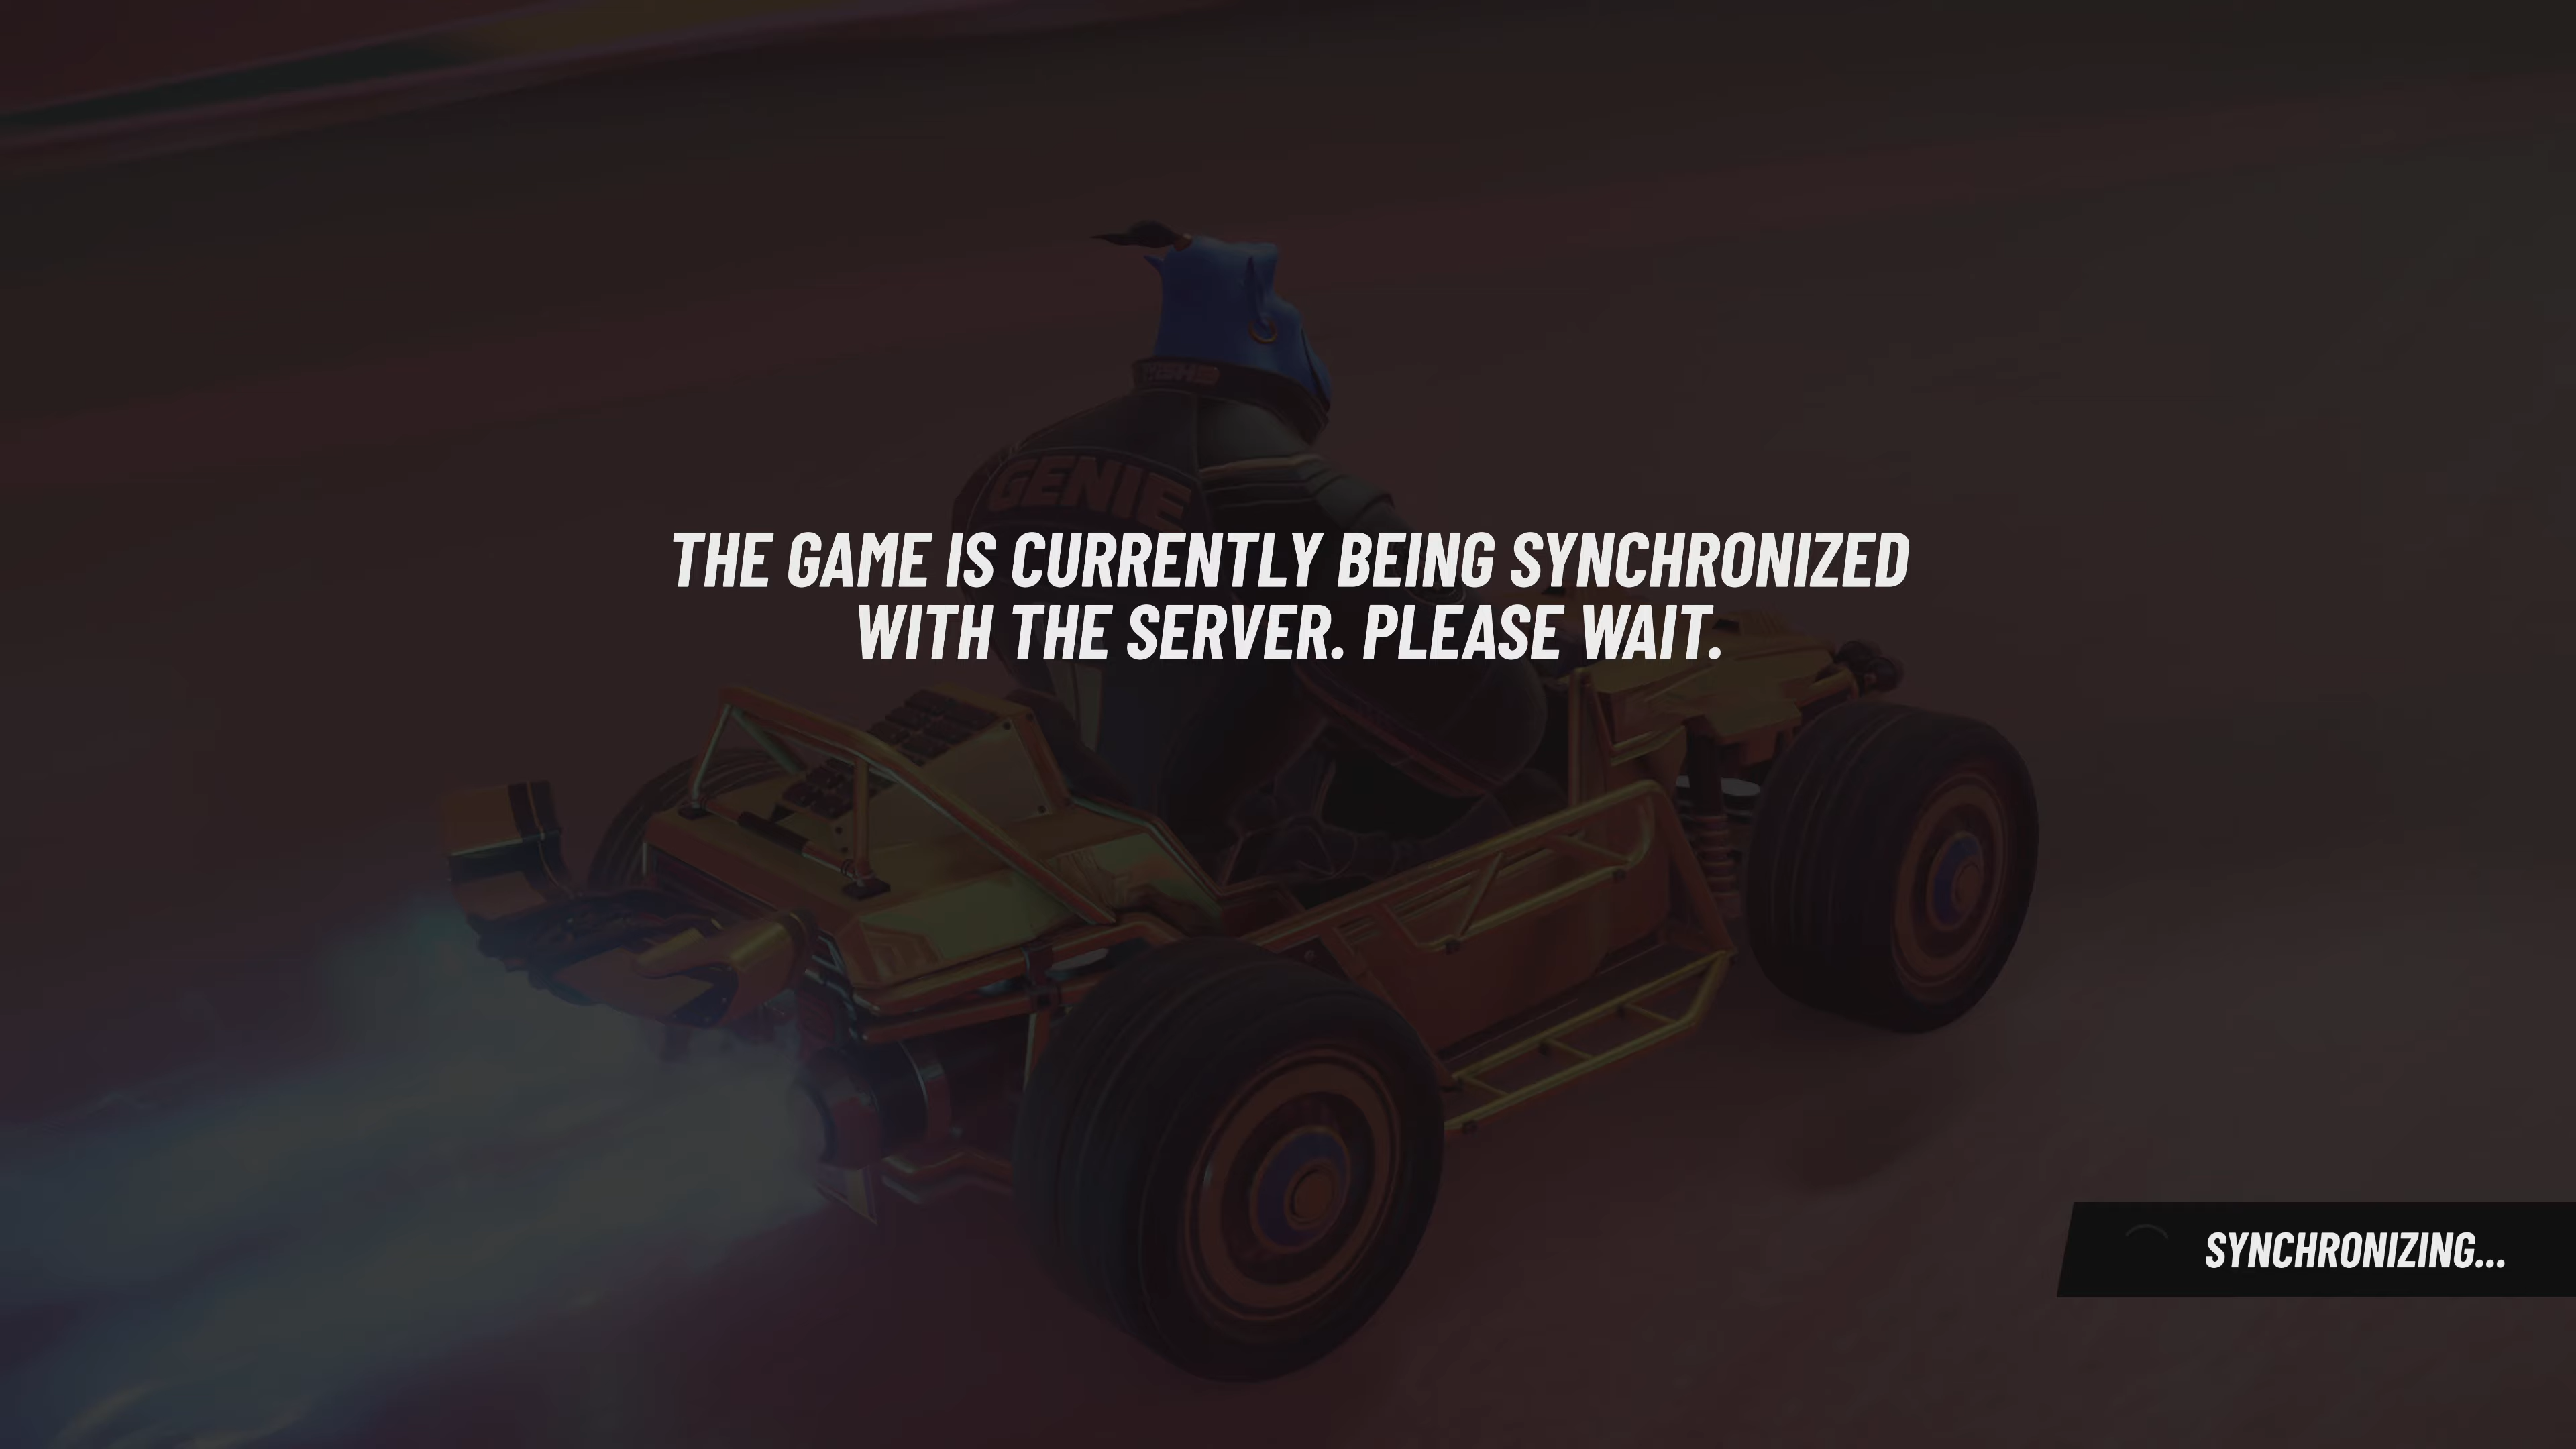 GENIE
THE GAME IS CURRENTLY BEING SYNCHRONIZED
WITH THE SERVER. PLEASE WAIT.
SYNCHRONIZING...